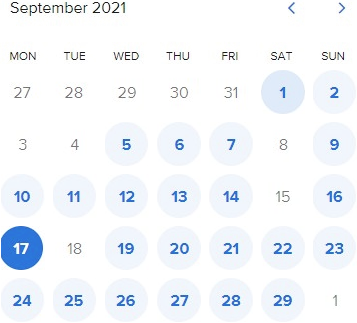 September 2021
MON TUE WED THU FRI SAT SUN
27 28 29 30 31 1 2
3 4 5 6 7 8 9
10 11 12 13 14 15 16
17 18 19 20 21 22 23
24 25 26 27 28 29 1